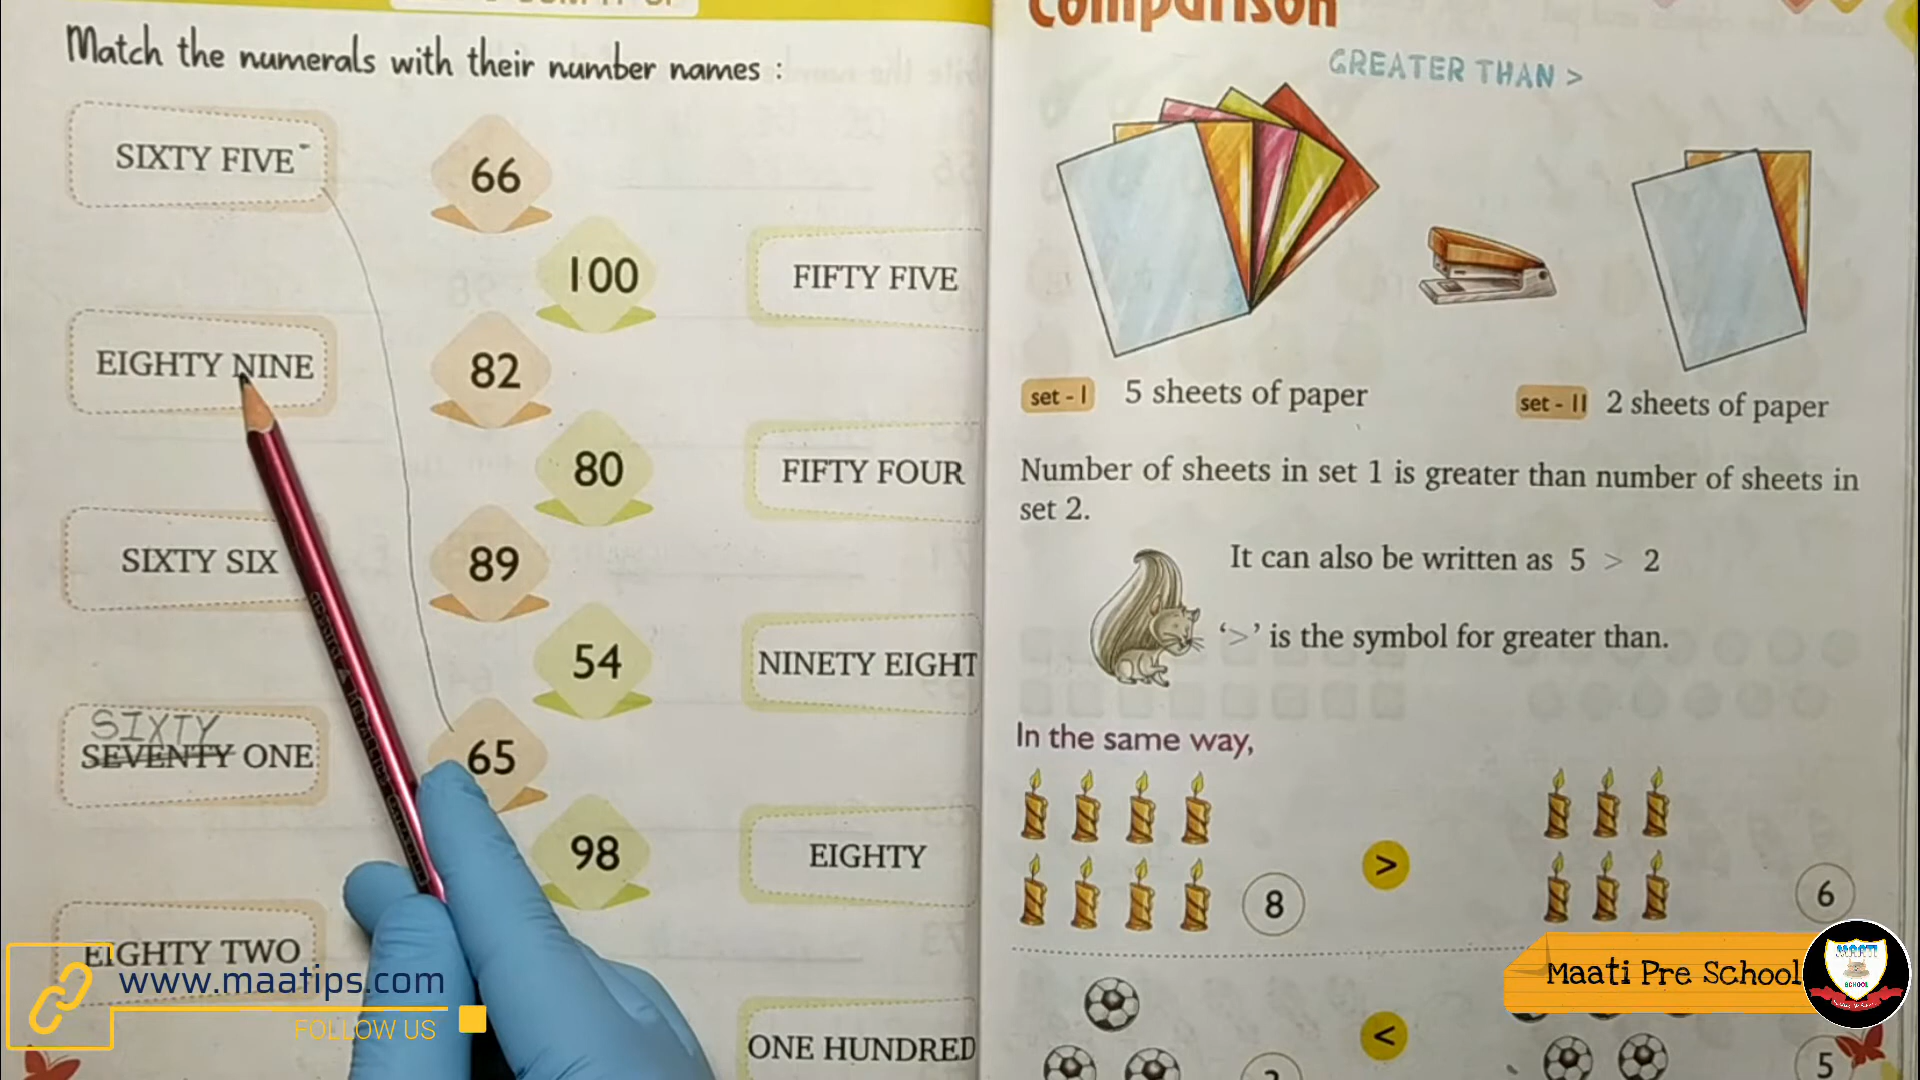 Match the numerals with their number names :
SIXTY FIVE
66
100
FIFTY FIVE
EIGHTY NINE
82
80
FIFTY FOUR
SIXTY SIX
89
54
NINETY EIGHT
SIXTY
SEVENTY ONE
65
98
EIGHTY
EIGHTY TWO
ONE HUNDRED
Comparison
GREATER THAN >
set - I 5 sheets of paper
set - II 2 sheets of paper
Number of sheets in set 1 is greater than number of sheets in
set 2.
It can also be written as 5 > 2
'>' is the symbol for greater than.
In the same way,
8 > 6
< 5
www.maatips.com
FOLLOW US
Maati Pre School
MAATI
SCHOOL